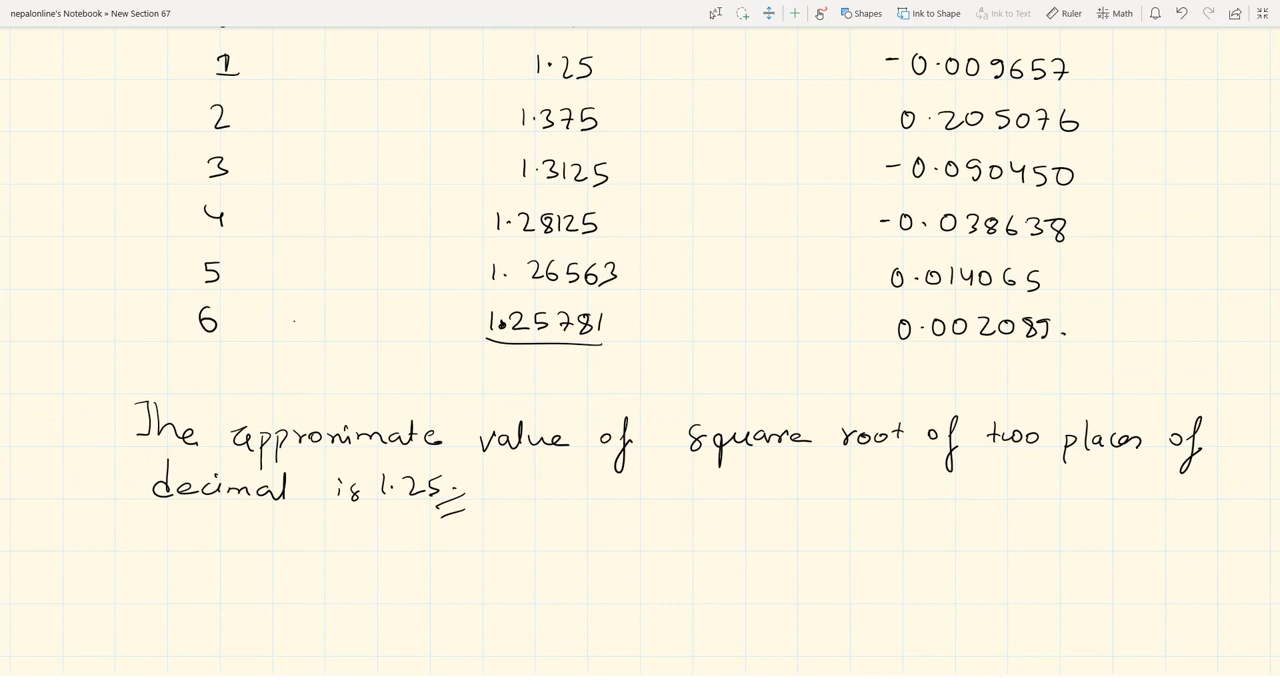 nepalonline's Notebook » New Section 67
Shapes Ink to Shape Ink to Text Ruler Math
1 1.25 -0.009657
2 1.375 0.205076
3 1.3125 -0.090450
4 1.28125 -0.038638
5 1.26563 0.014065
6 1.25781 0.002089.
The approximate value of square root of two places of
decimal is 1.25.